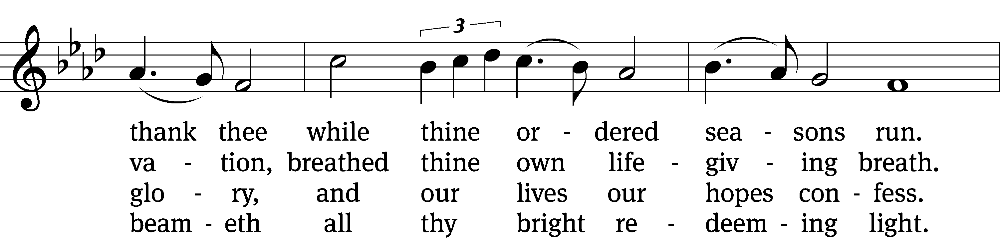 3
thank thee while thine or - dered sea - sons run.
va - tion, breathed thine own life - giv - ing breath.
glo - ry, and our lives our hopes con - fess.
beam - eth all thy bright re - deem - ing light.